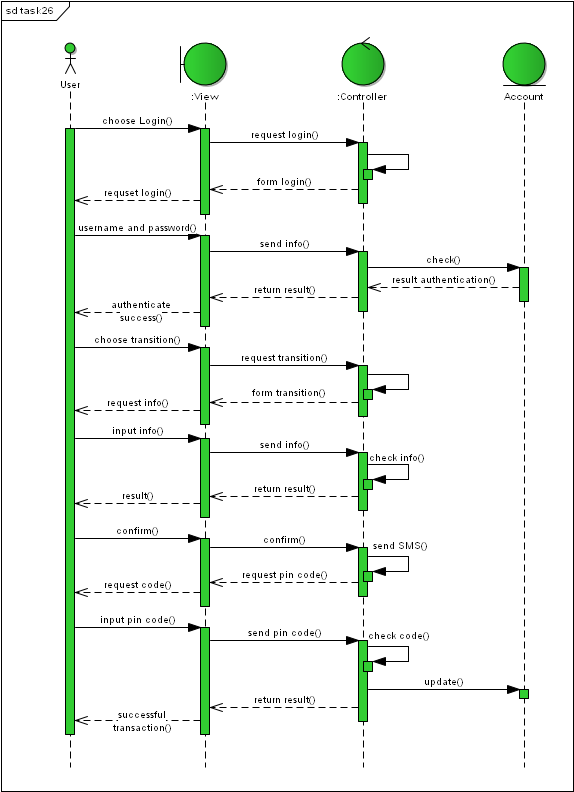 sd task26
User
:View
:Controller
Account
choose Login()
request login()
form login()
requset login()
username and password()
send info()
check()
result authentication()
return result()
authenticate
success()
choose transition()
request transition()
form transition()
request info()
input info()
send info()
check info()
return result()
result()
confirm()
confirm()
send SMS()
request pin code()
request code()
input pin code()
send pin code()
check code()
update()
return result()
successful
transaction()